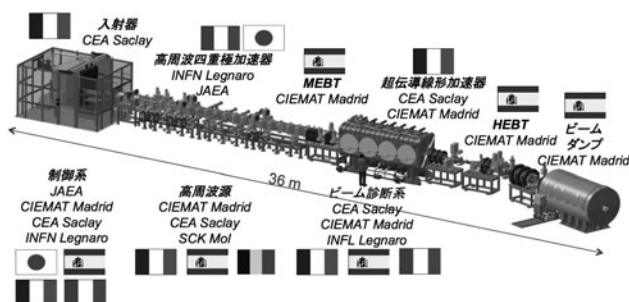 入射器
CEA Saclay
高周波四重極加速器
INFN Legnaro
JAEA
MEBT
CIEMAT Madrid
超伝導線形加速器
CEA Saclay
CIEMAT Madrid
HEBT
CIEMAT Madrid
ビーム
ダンプ
CIEMAT Madrid
36 m
制御系
JAEA
CIEMAT Madrid
CEA Saclay
INFN Legnaro
高周波源
CIEMAT Madrid
CEA Saclay
SCK Mol
ビーム診断系
CEA Saclay
CIEMAT Madrid
INFL Legnaro